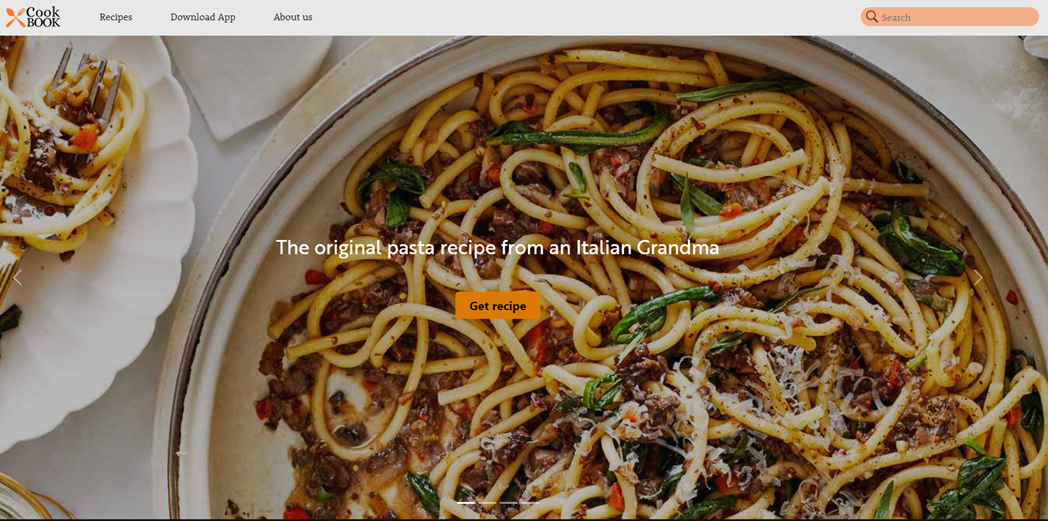 Cook
BOOK
Recipes
Download App
About us
Search
The original pasta recipe from an Italian Grandma
Get recipe